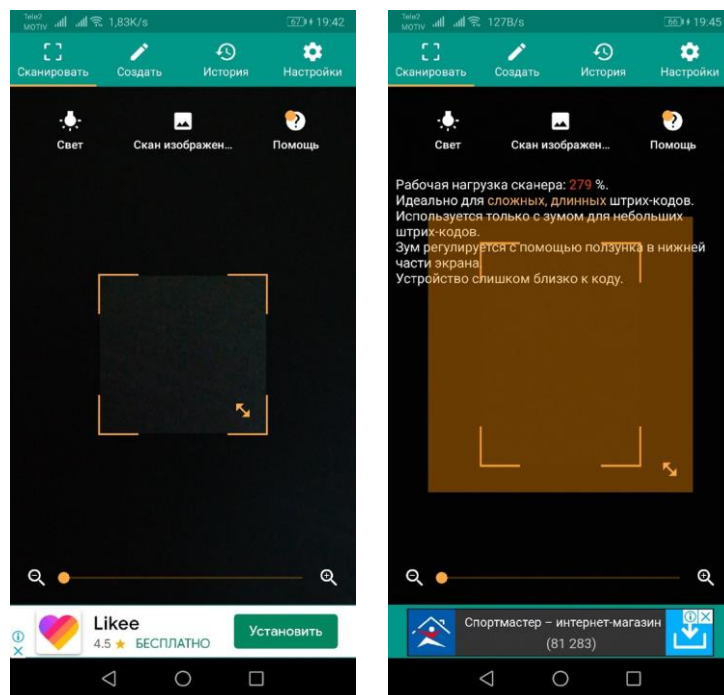 Tele2
MOTIV
1,83K/s
67
19:42
Сканировать
Создать
История
Настройки
Свет
Скан изображен...
Помощь
Likee
4.5 ★ БЕСПЛАТНО
Установить
Tele2
MOTIV
127B/s
66
19:45
Сканировать
Создать
История
Настройки
Свет
Скан изображен...
Помощь
Рабочая нагрузка сканера: 279 %.
Идеально для сложных, длинных штрих-кодов.
Используется только с зумом для небольших
штрих-кодов.
Зум регулируется с помощью ползунка в нижней
части экрана.
Устройство слишком близко к коду.
Спортмастер – интернет-магазин
(81 283)